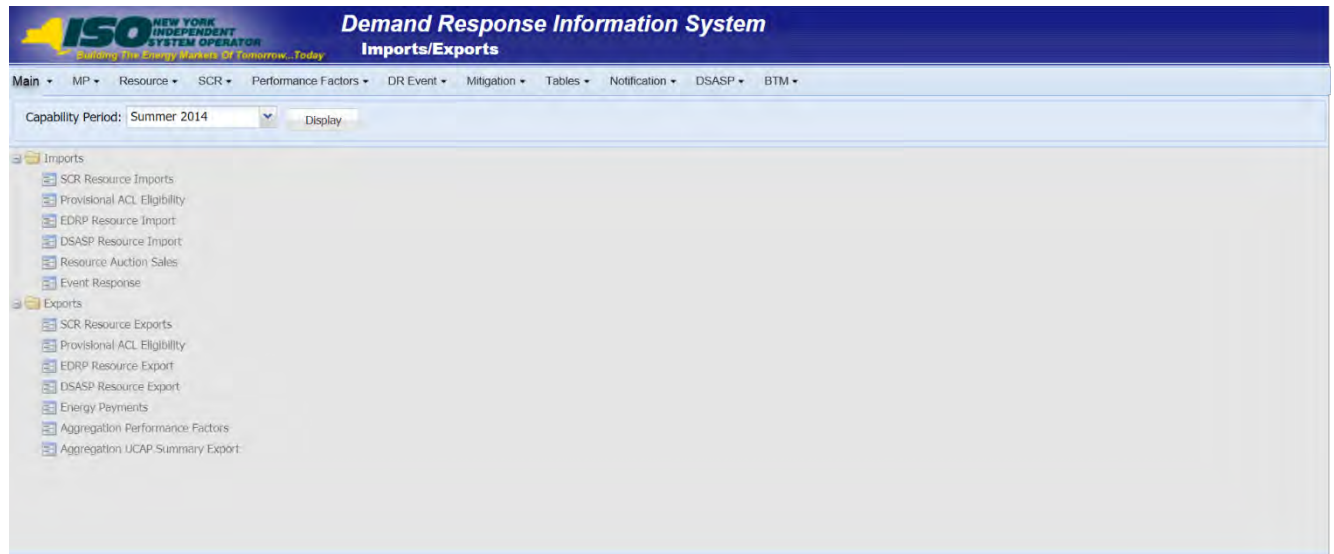 ISO NEW YORK
INDEPENDENT
SYSTEM OPERATOR
Building The Energy Markets Of Tomorrow...Today
Demand Response Information System
Imports/Exports
Main MP Resource SCR Performance Factors DR Event Mitigation Tables Notification DSASP BTM
Capability Period: Summer 2014 Display
Imports
SCR Resource Imports
Provisional ACL Eligibility
EDRP Resource Import
DSASP Resource Import
Resource Auction Sales
Event Response
Exports
SCR Resource Exports
Provisional ACL Eligibility
EDRP Resource Export
DSASP Resource Export
Energy Payments
Aggregation Performance Factors
Aggregation UCAP Summary Export